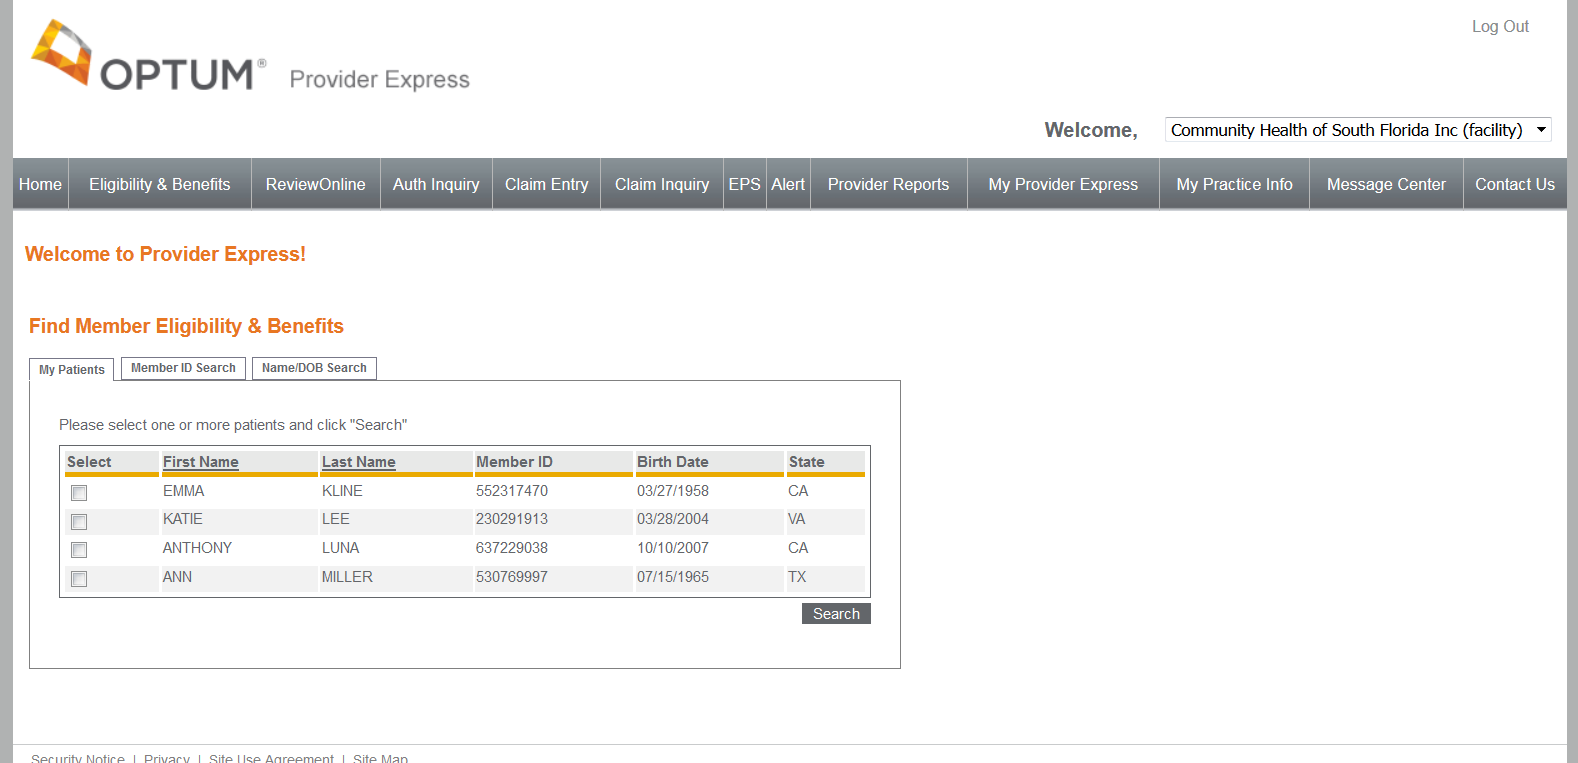 Log Out
OPTUM® Provider Express
Welcome, Community Health of South Florida Inc (facility)
Home Eligibility & Benefits ReviewOnline Auth Inquiry Claim Entry Claim Inquiry EPS Alert Provider Reports My Provider Express My Practice Info Message Center Contact Us
Welcome to Provider Express!
Find Member Eligibility & Benefits
My Patients Member ID Search Name/DOB Search
Please select one or more patients and click "Search"
Select First Name Last Name Member ID Birth Date State
EMMA KLINE 552317470 03/27/1958 CA
KATIE LEE 230291913 03/28/2004 VA
ANTHONY LUNA 637229038 10/10/2007 CA
ANN MILLER 530769997 07/15/1965 TX
Search
Security Notice | Privacy | Site Use Agreement | Site Map